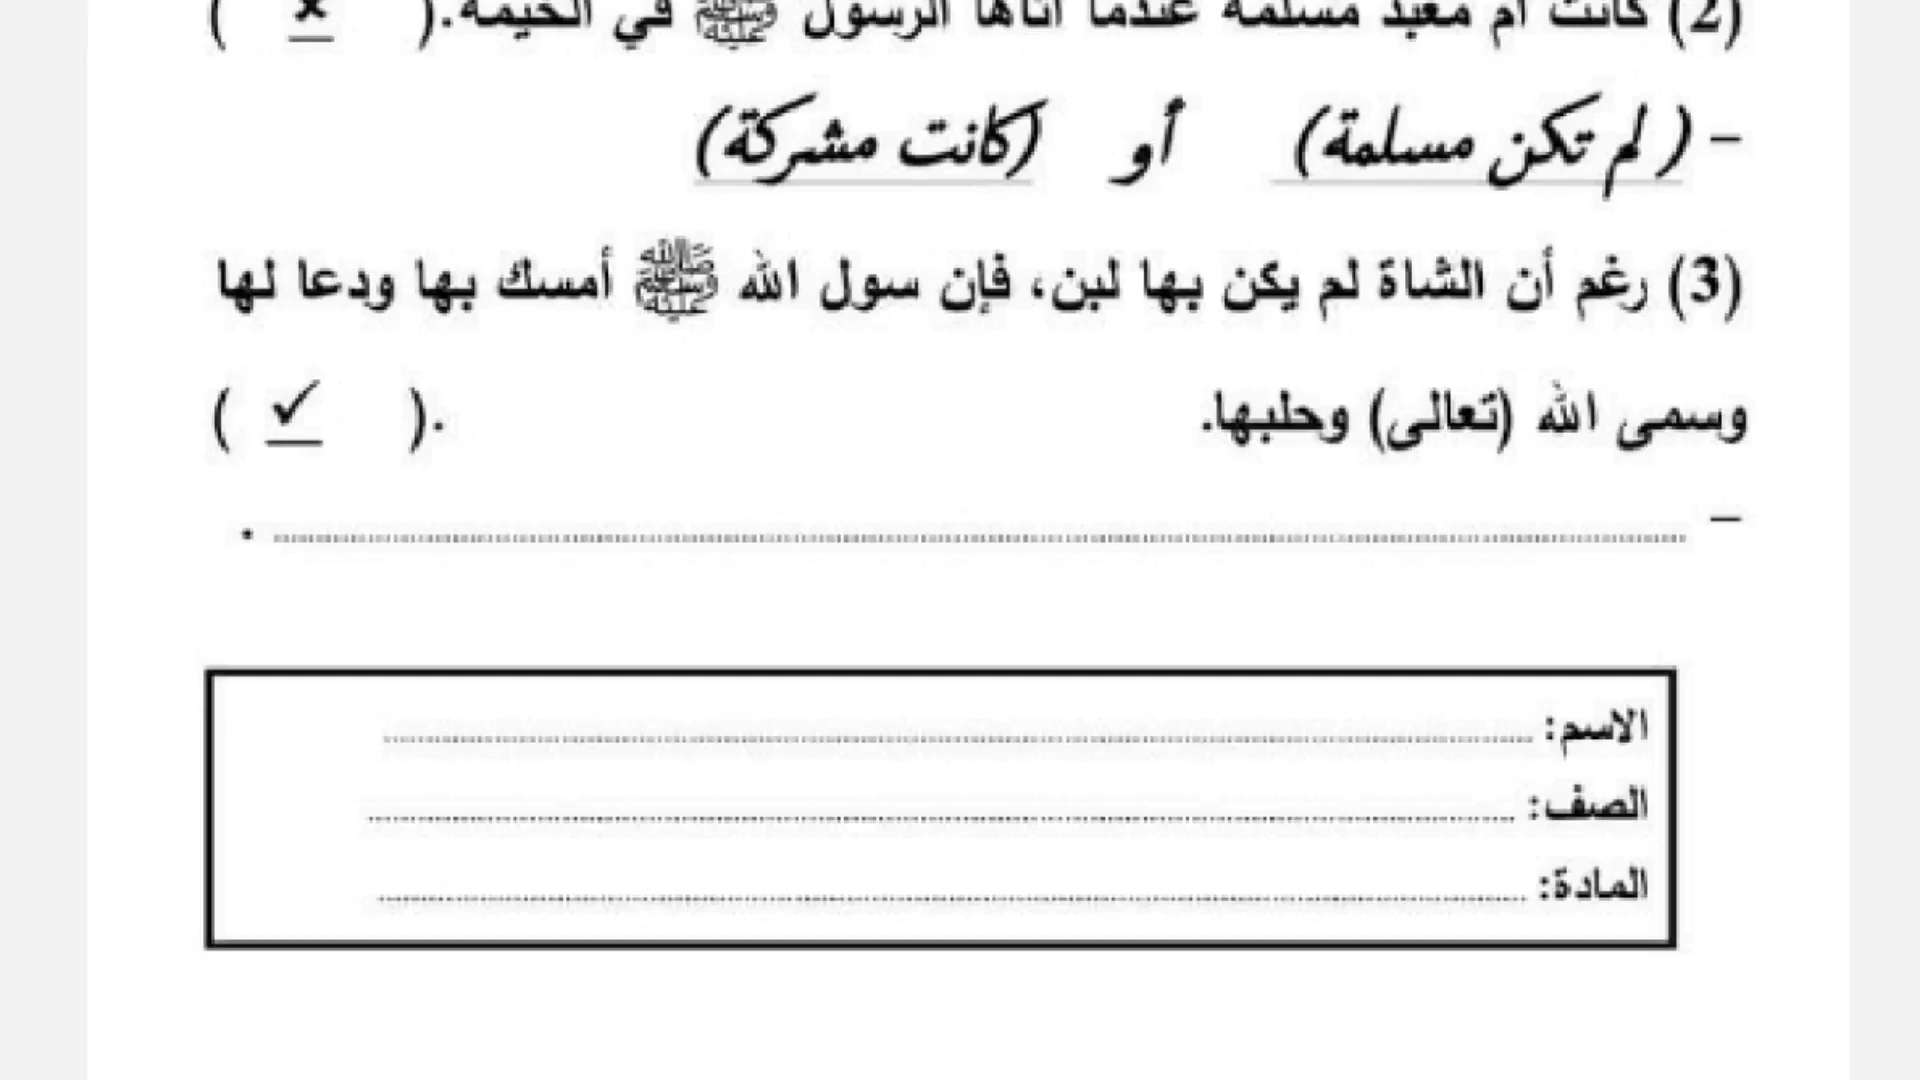 (2) كانت أم معبد مسلمة عندما أتاها الرسول ﷺ في الخيمة.( × )
- (لم تكن مسلمة) أو (كانت مشركة)
(3) رغم أن الشاة لم يكن بها لبن، فإن سول الله ﷺ أمسك بها ودعا لها
وسمى الله (تعالى) وحلبها. .( ✓ )
- ........................................ .
الاسم: ........................................
الصف: ........................................
المادة: ........................................